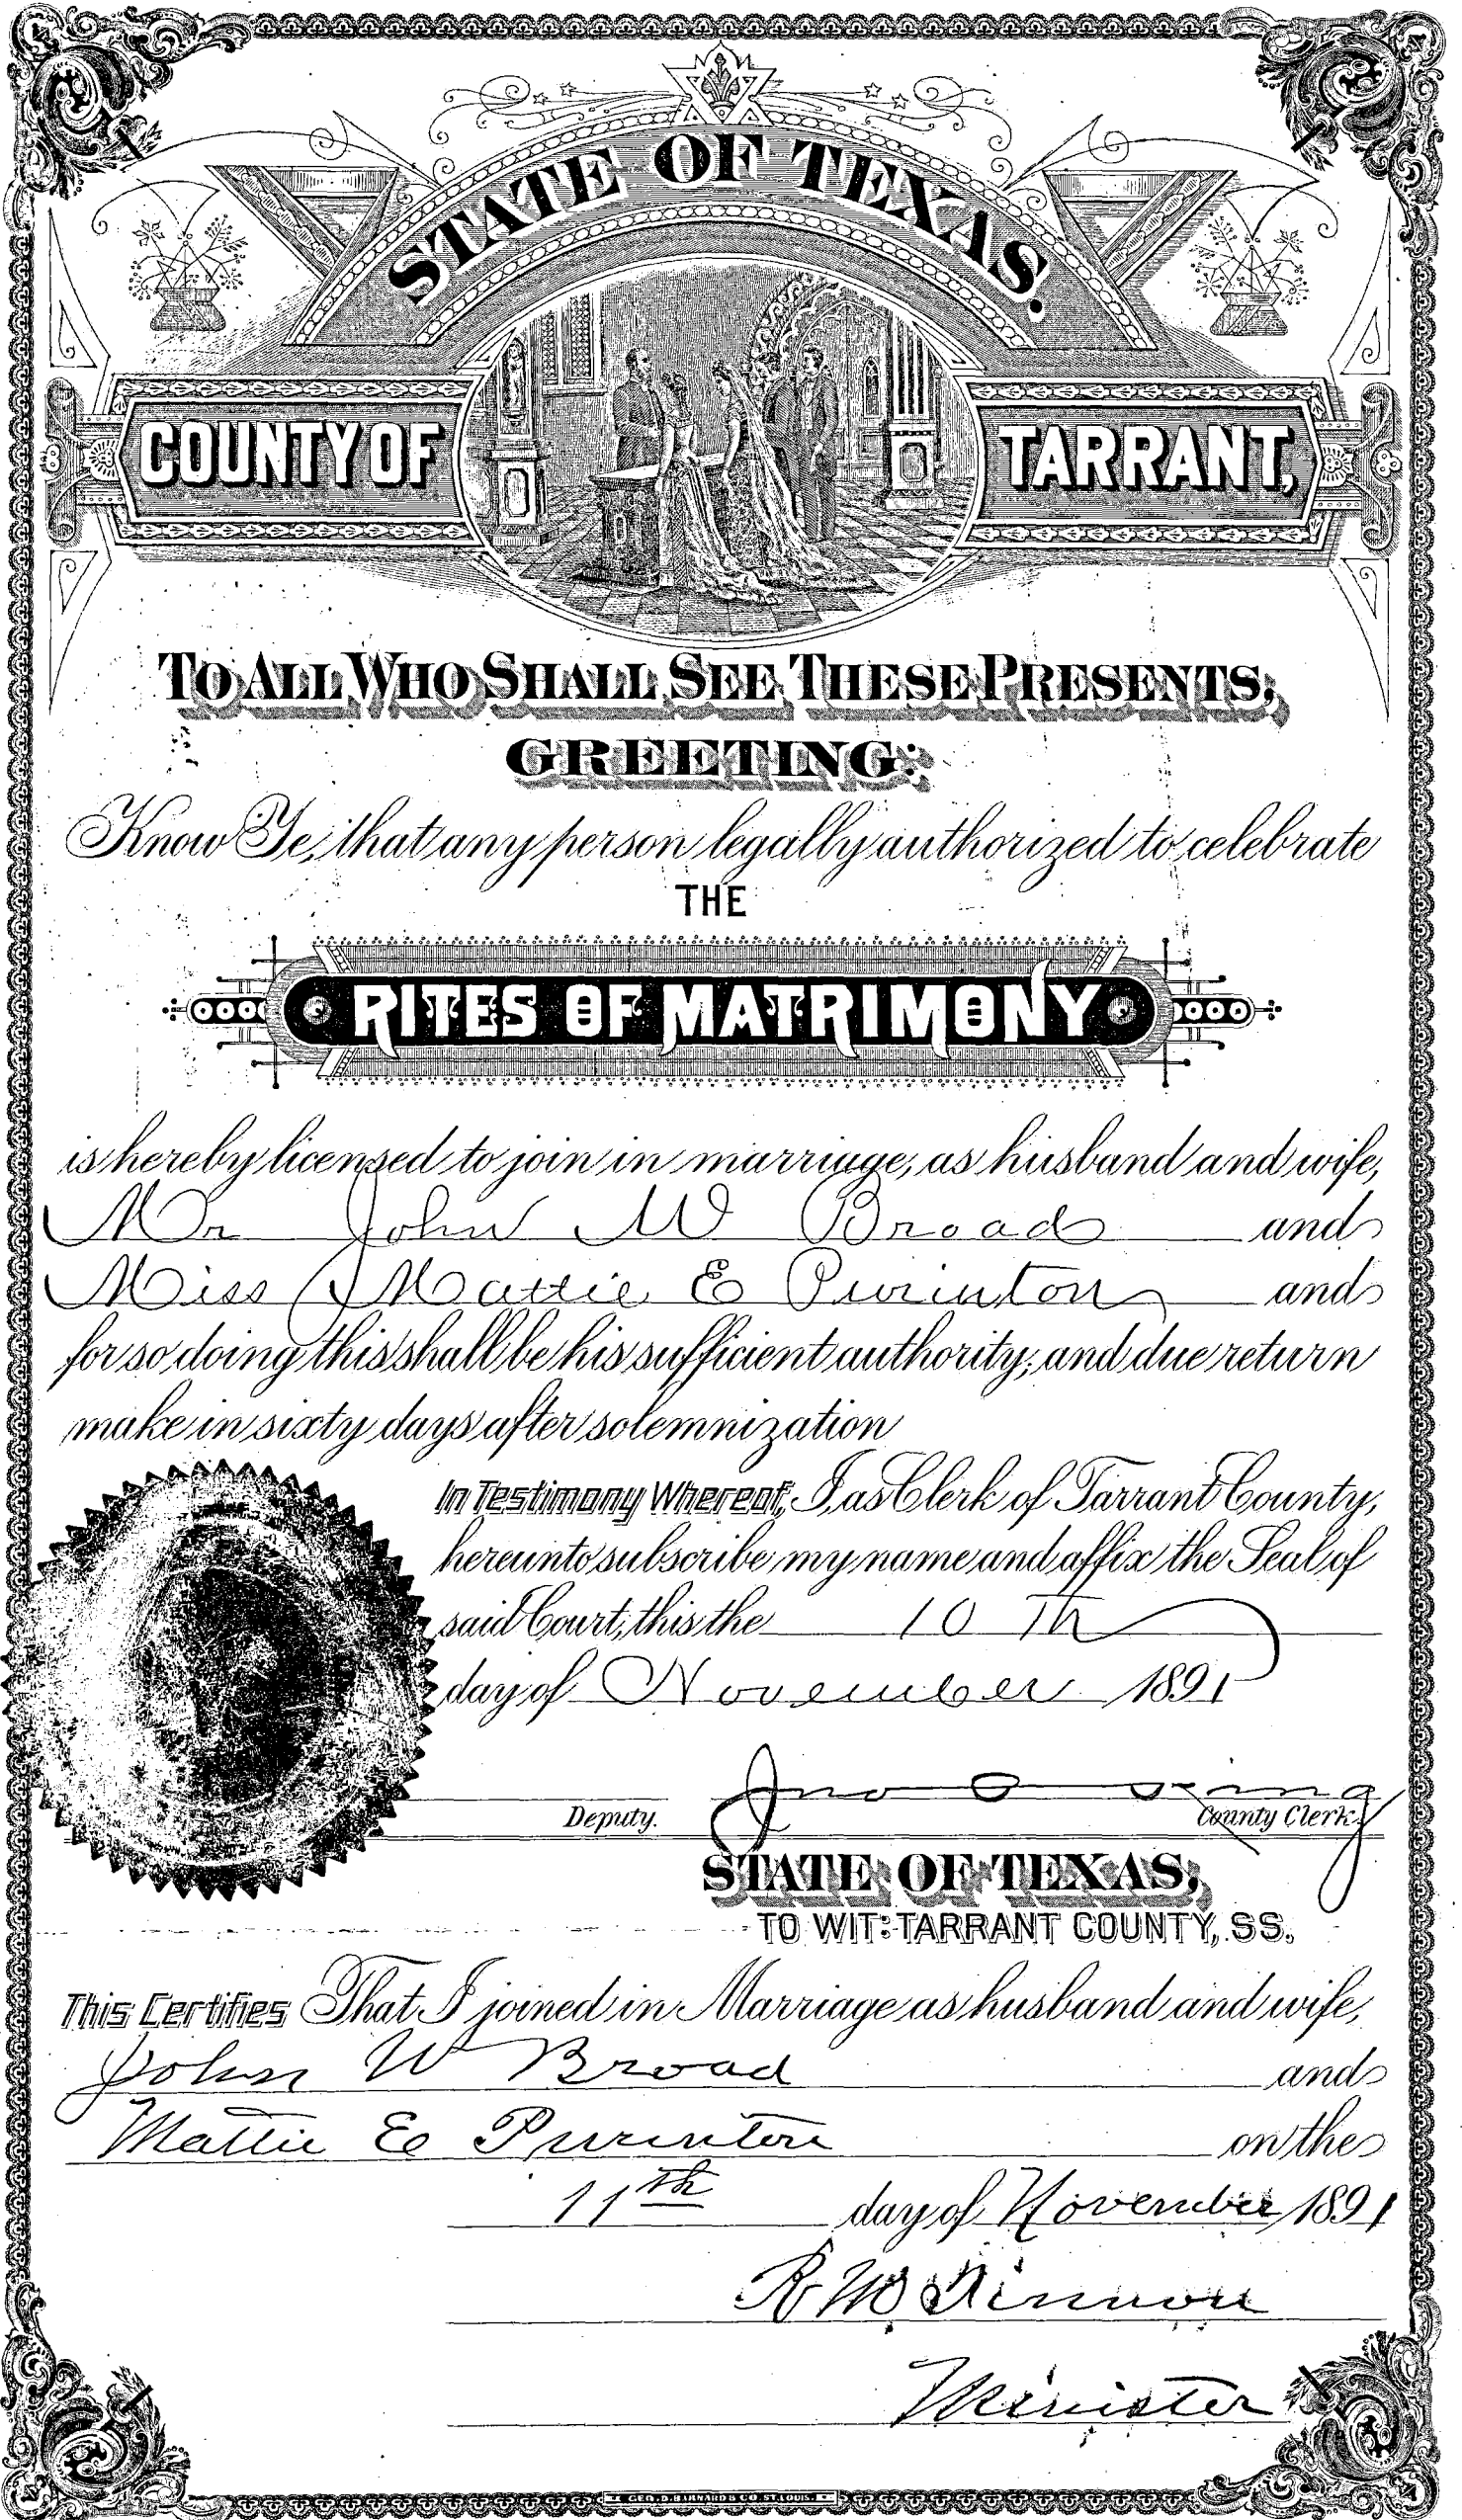 STATE OF TEXAS.
COUNTY OF TARRANT,
TO ALL WHO SHALL SEE THESE PRESENTS,
GREETING:
Know Ye, that any person legally authorized to celebrate
THE
RITES OF MATRIMONY
is hereby licensed to join in marriage, as husband and wife,
Mr John W Broad and
Miss Mattie E Purinton and
for so doing this shall be his sufficient authority; and due return
make in sixty days after solemnization
In Testimony Whereof, I, as Clerk of Tarrant County,
hereunto subscribe my name and affix the Seal of
said Court, this the 10 Th
day of November 1891
Jno
Deputy. County Clerk.
STATE OF TEXAS,
TO WIT: TARRANT COUNTY, SS.
This Certifies That I joined in Marriage as husband and wife,
John W Broad and
Mattie E Purinton on the
11th day of November 1891
R
Minister
GEO. D. BARNARD & CO. ST. LOUIS.